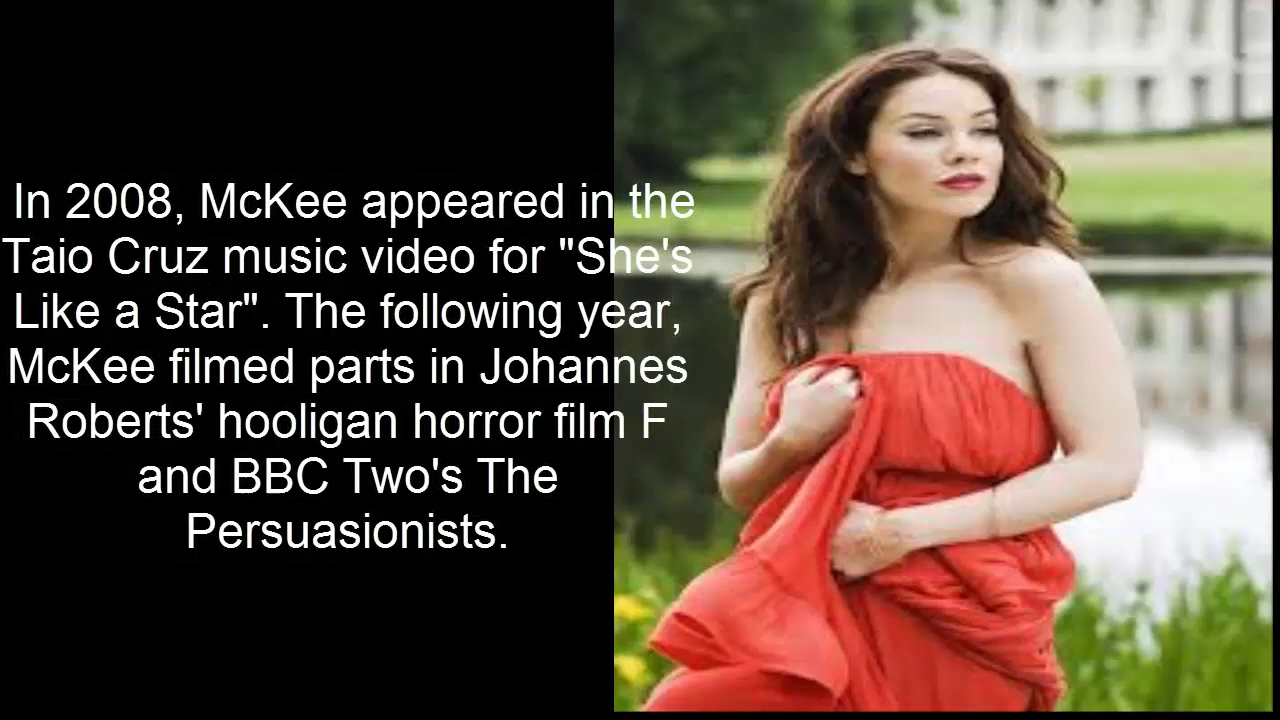 In 2008, McKee appeared in the
Taio Cruz music video for "She's
Like a Star". The following year,
McKee filmed parts in Johannes
Roberts' hooligan horror film F
and BBC Two's The
Persuasionists.